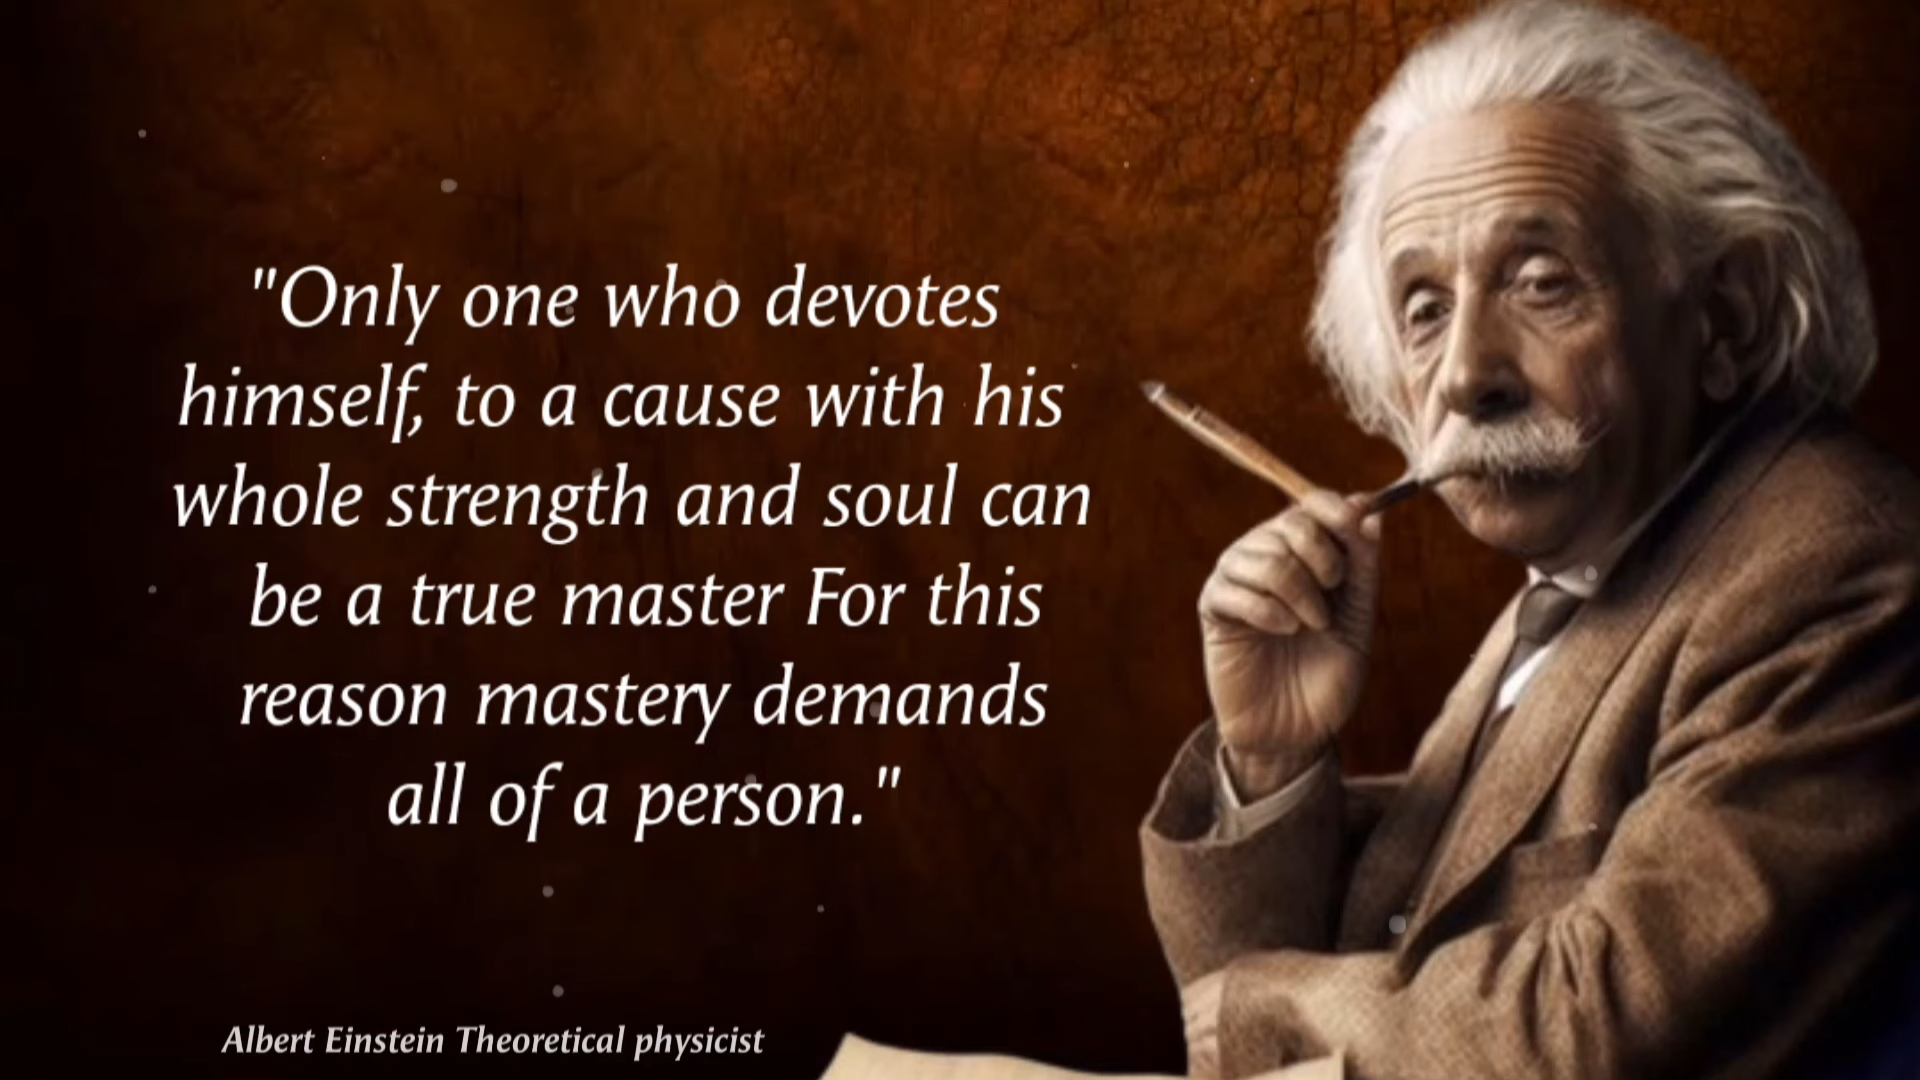 "Only one who devotes
himself, to a cause with his
whole strength and soul can
be a true master For this
reason mastery demands
all of a person."
Albert Einstein Theoretical physicist